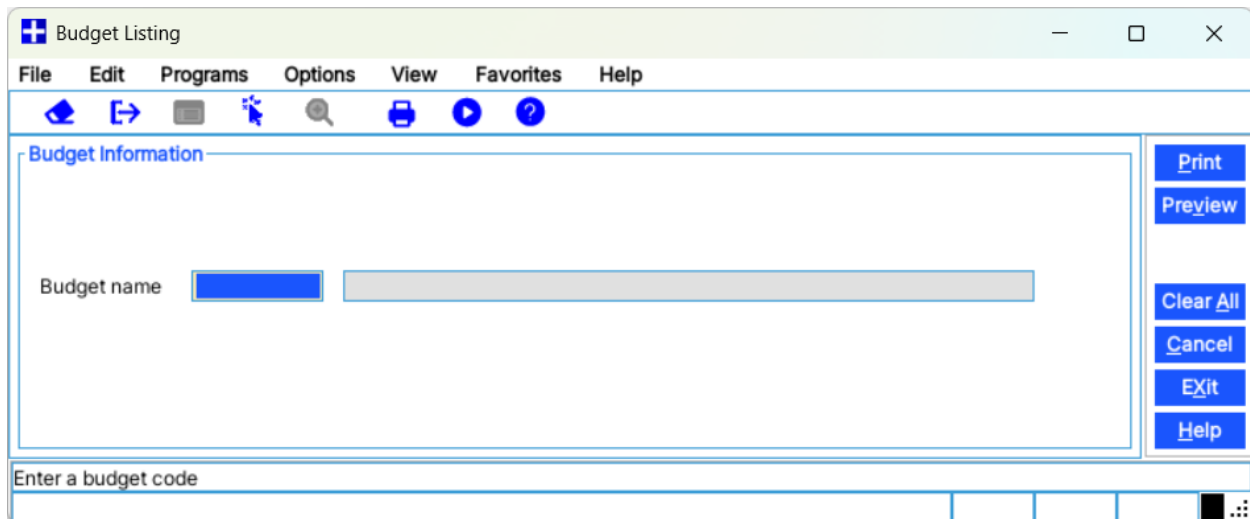 Budget Listing
File Edit Programs Options View Favorites Help
Budget Information
Print
Preview
Budget name
Clear All
Cancel
EXit
Help
Enter a budget code